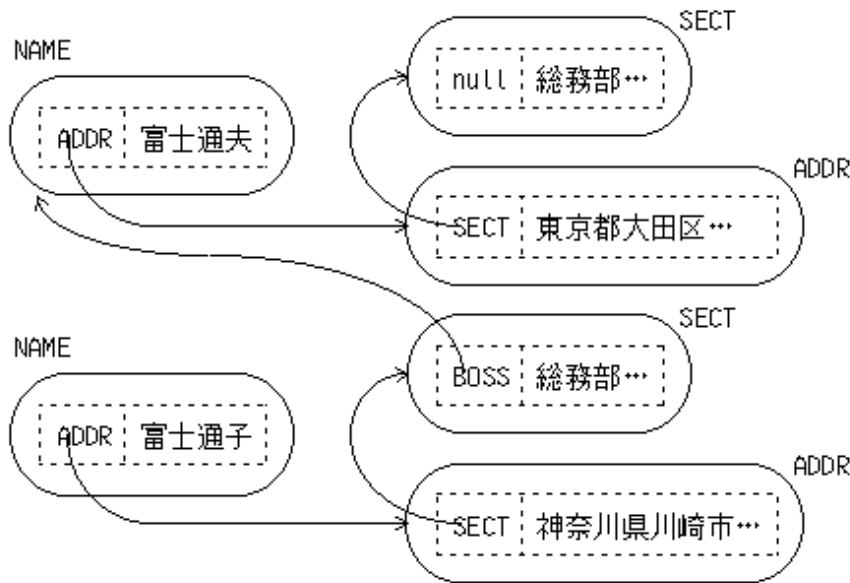 SECT
NAME
null 総務部…
ADDR 富士通夫
ADDR
SECT 東京都大田区…
SECT
NAME
BOSS 総務部…
ADDR 富士通子
ADDR
SECT 神奈川県川崎市…